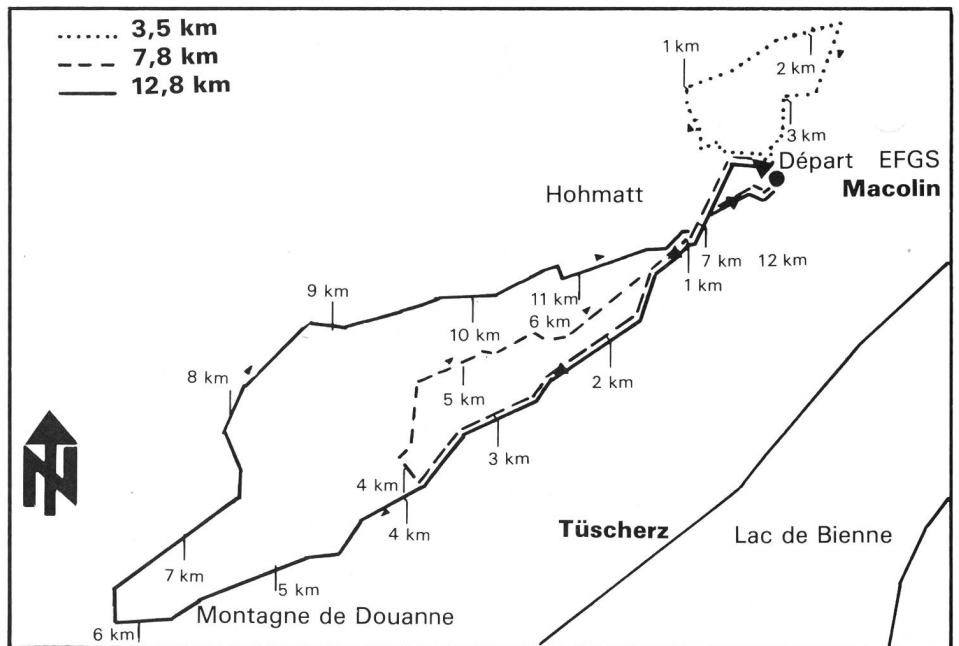 3,5 km
7,8 km
12,8 km
1 km
2 km
3 km
Départ EFGS
Macolin
Hohmatt
7 km 12 km
1 km
9 km
11 km
10 km
6 km
8 km
5 km
2 km
3 km
4 km
4 km
Tüscherz
Lac de Bienne
7 km
5 km
Montagne de Douanne
6 km
N